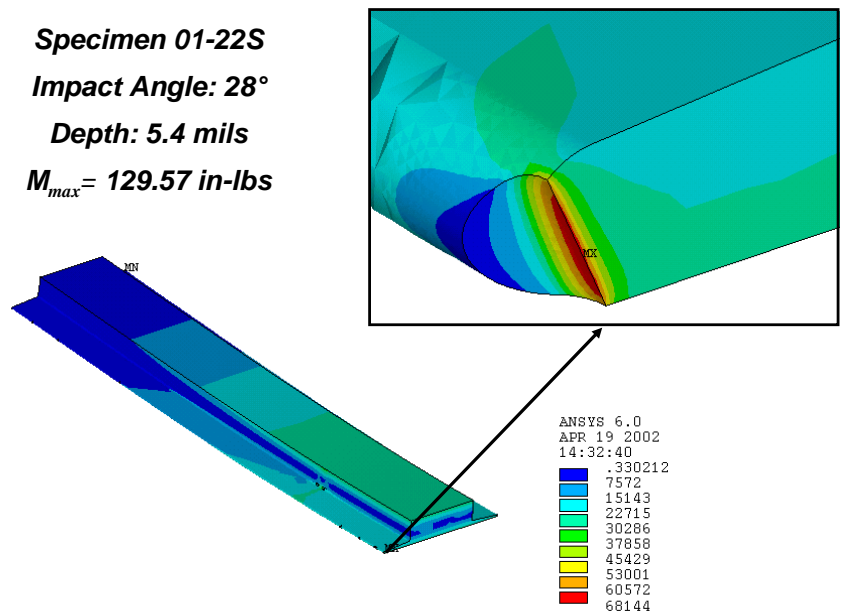 Specimen 01-22S
Impact Angle: 28°
Depth: 5.4 mils
Mmax= 129.57 in-lbs
MX
MN
MX
ANSYS 6.0
APR 19 2002
14:32:40
.330212
7572
15143
22715
30286
37858
45429
53001
60572
68144